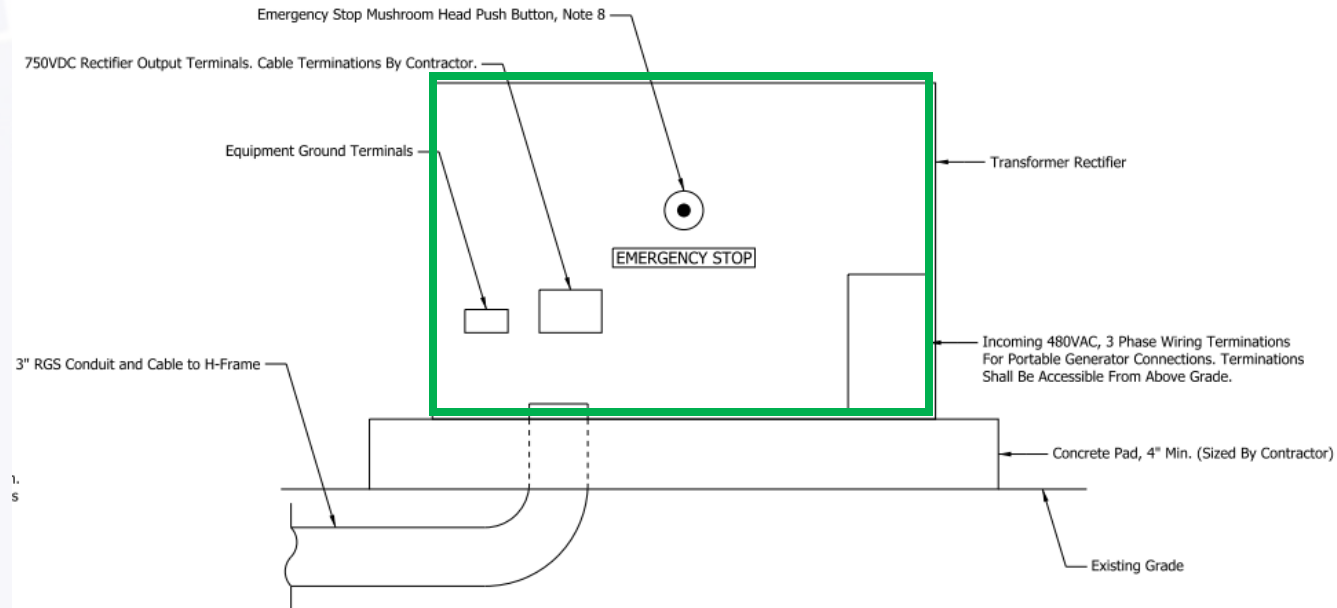 Emergency Stop Mushroom Head Push Button, Note 8
750VDC Rectifier Output Terminals. Cable Terminations By Contractor.
Equipment Ground Terminals
Transformer Rectifier
EMERGENCY STOP
Incoming 480VAC, 3 Phase Wiring Terminations
For Portable Generator Connections. Terminations
Shall Be Accessible From Above Grade.
3" RGS Conduit and Cable to H-Frame
Concrete Pad, 4" Min. (Sized By Contractor)
s
Existing Grade